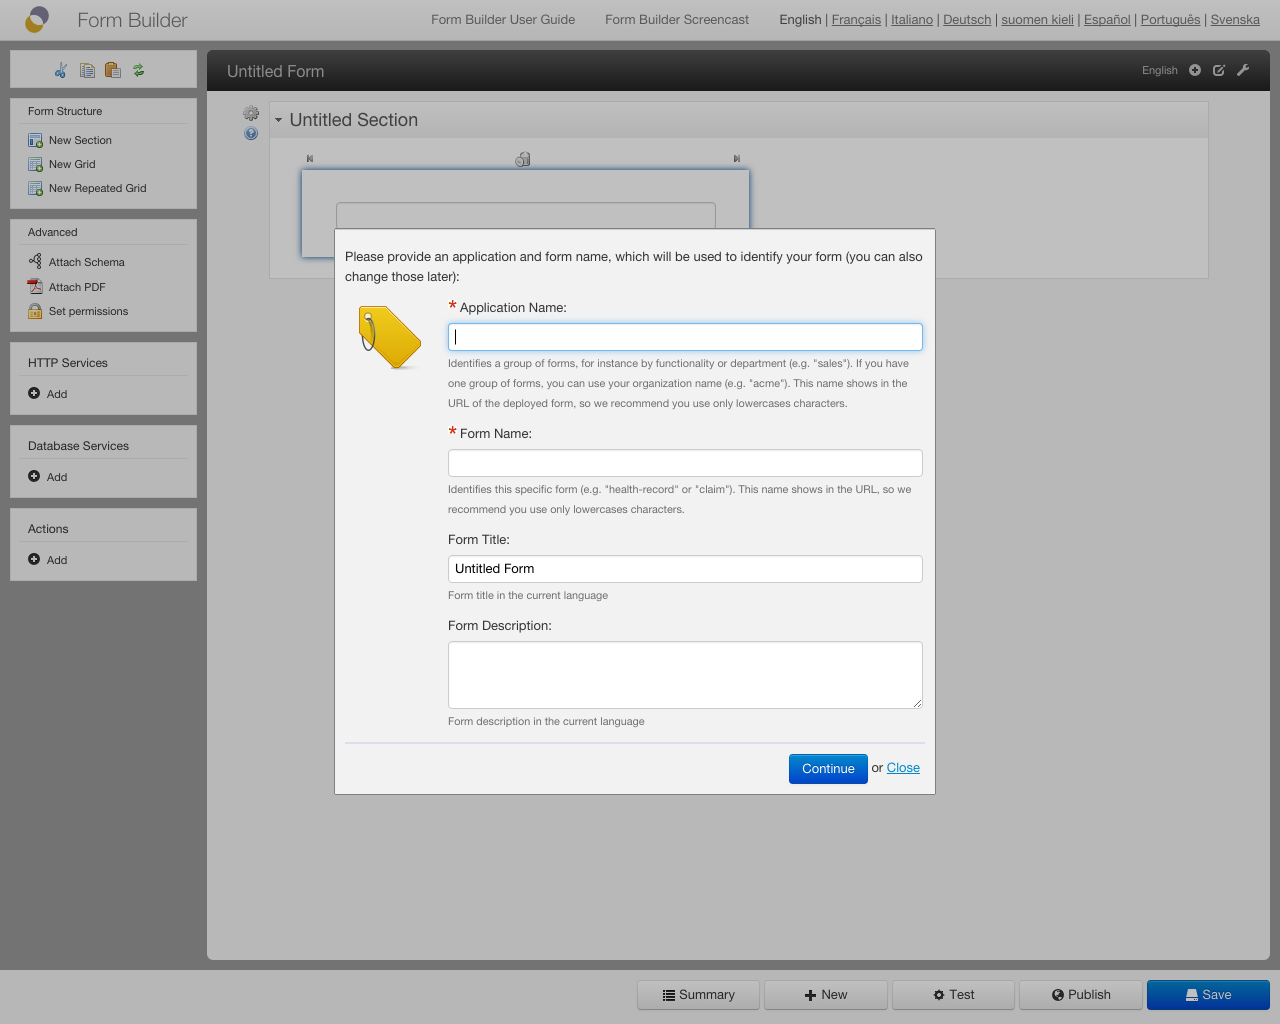 Form Builder
Form Builder User Guide
Form Builder Screencast
English | Français | Italiano | Deutsch | suomen kieli | Español | Português | Svenska
Untitled Form
English
Form Structure
New Section
New Grid
New Repeated Grid
Advanced
Attach Schema
Attach PDF
Set permissions
HTTP Services
Add
Database Services
Add
Actions
Add
Untitled Section
Please provide an application and form name, which will be used to identify your form (you can also
change those later):
* Application Name:
Identifies a group of forms, for instance by functionality or department (e.g. "sales"). If you have
one group of forms, you can use your organization name (e.g. "acme"). This name shows in the
URL of the deployed form, so we recommend you use only lowercases characters.
* Form Name:
Identifies this specific form (e.g. "health-record" or "claim"). This name shows in the URL, so we
recommend you use only lowercases characters.
Form Title:
Untitled Form
Form title in the current language
Form Description:
Form description in the current language
Continue or Close
Summary
New
Test
Publish
Save